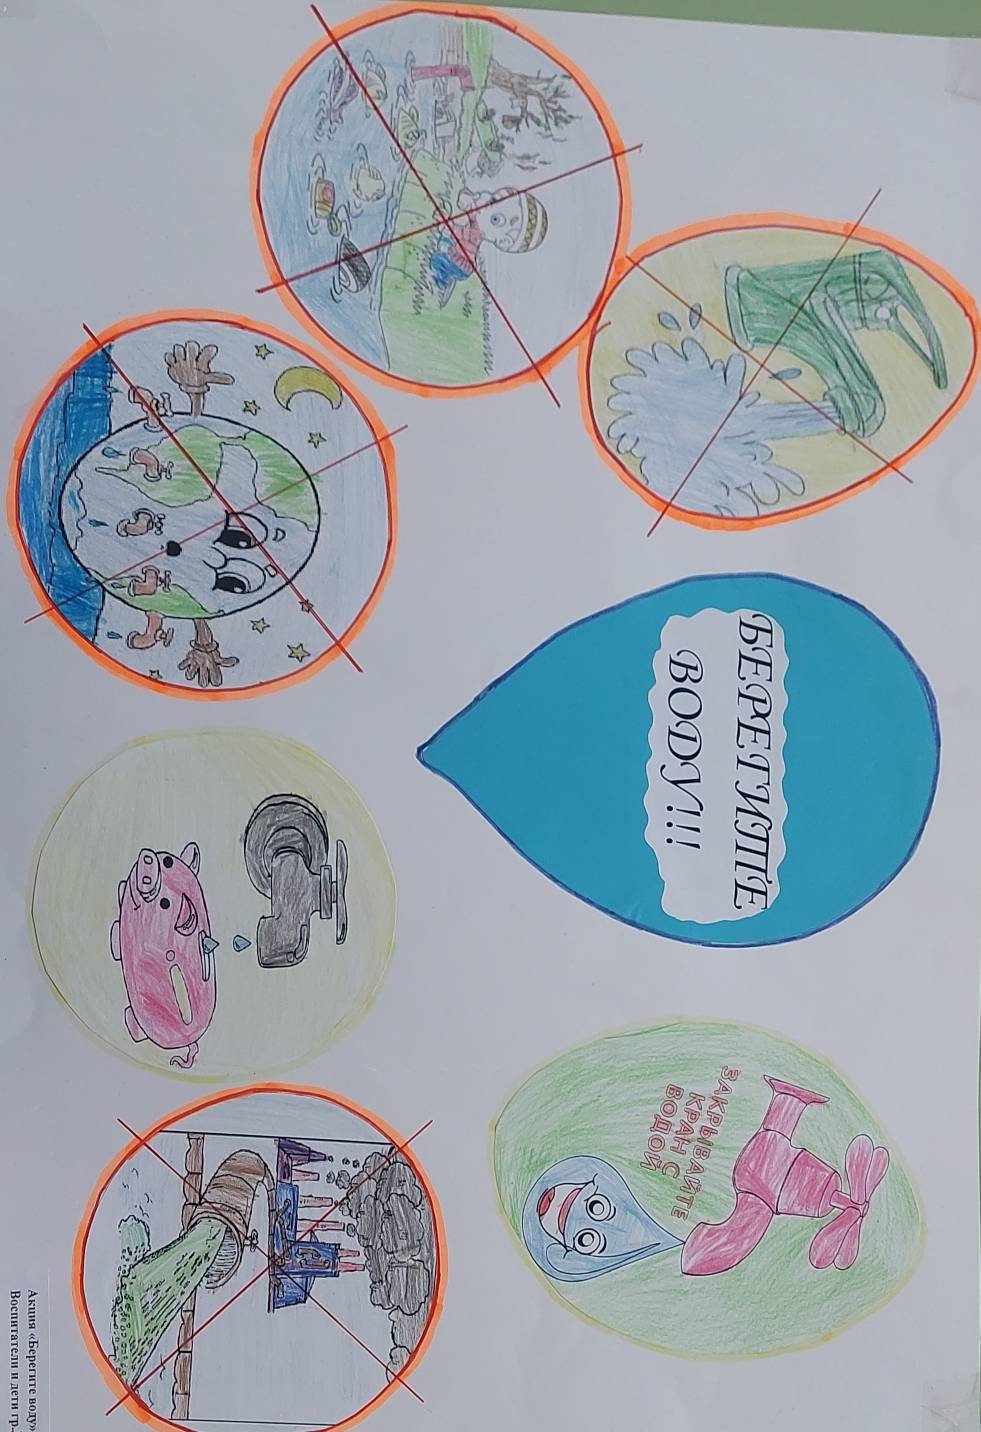 БЕРЕГИТЕ
ВОДУ!!!
ЗАКРЫВАЙТЕ
КРАН С
ВОДОЙ
Акция «Берегите воду»
Воспитатели и дети гр.